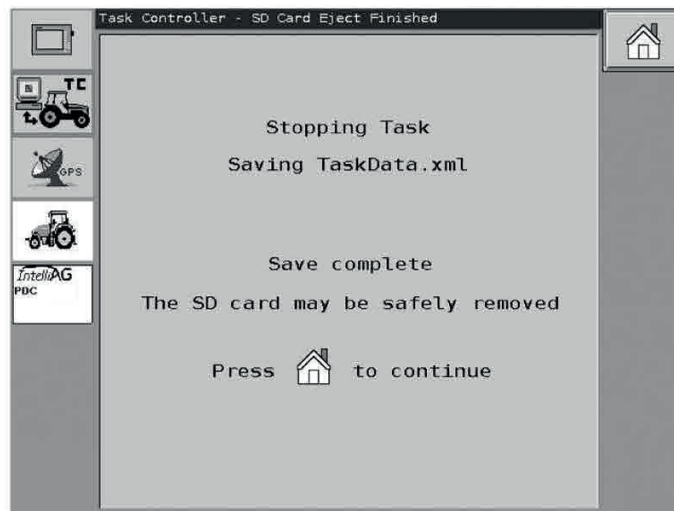 Task Controller - SD Card Eject Finished
TC
GPS
IntelliAG
PDC
Stopping Task
Saving TaskData.xml
Save complete
The SD card may be safely removed
Press to continue